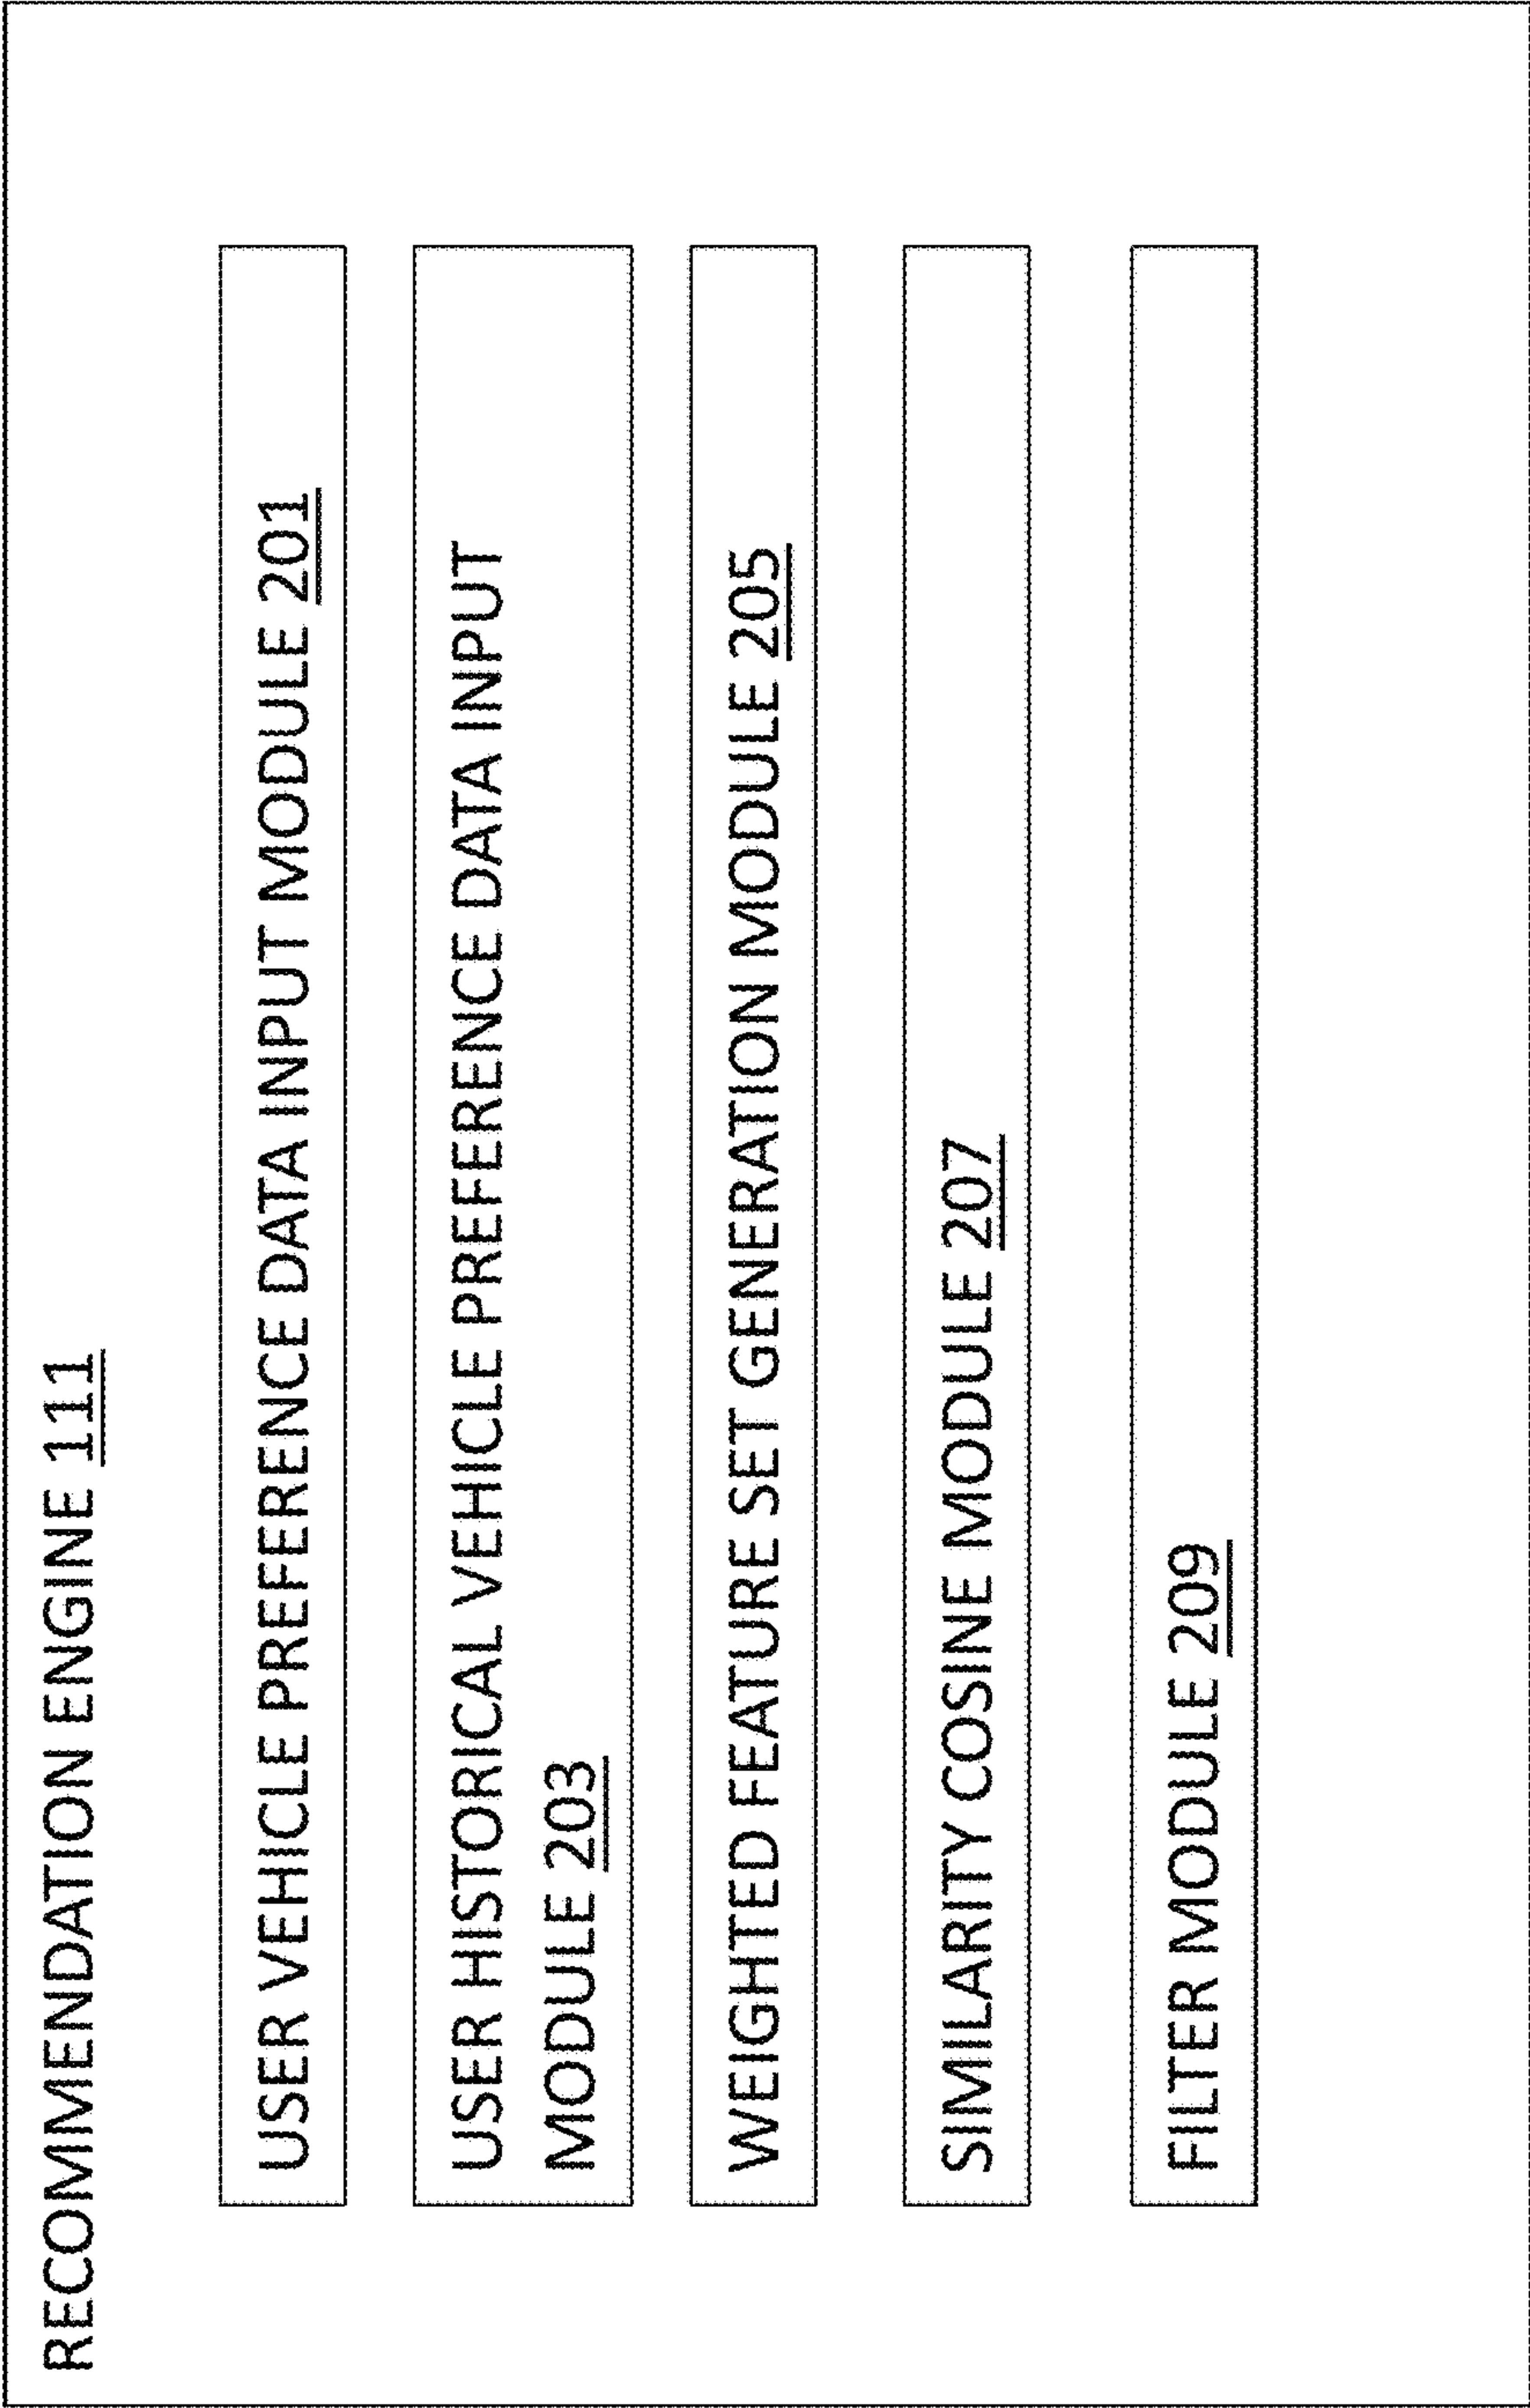 RECOMMENDATION ENGINE 111
USER VEHICLE PREFERENCE DATA INPUT MODULE 201
USER HISTORICAL VEHICLE PREFERENCE DATA INPUT
MODULE 203
WEIGHTED FEATURE SET GENERATION MODULE 205
SIMILARITY COSINE MODULE 207
FILTER MODULE 209